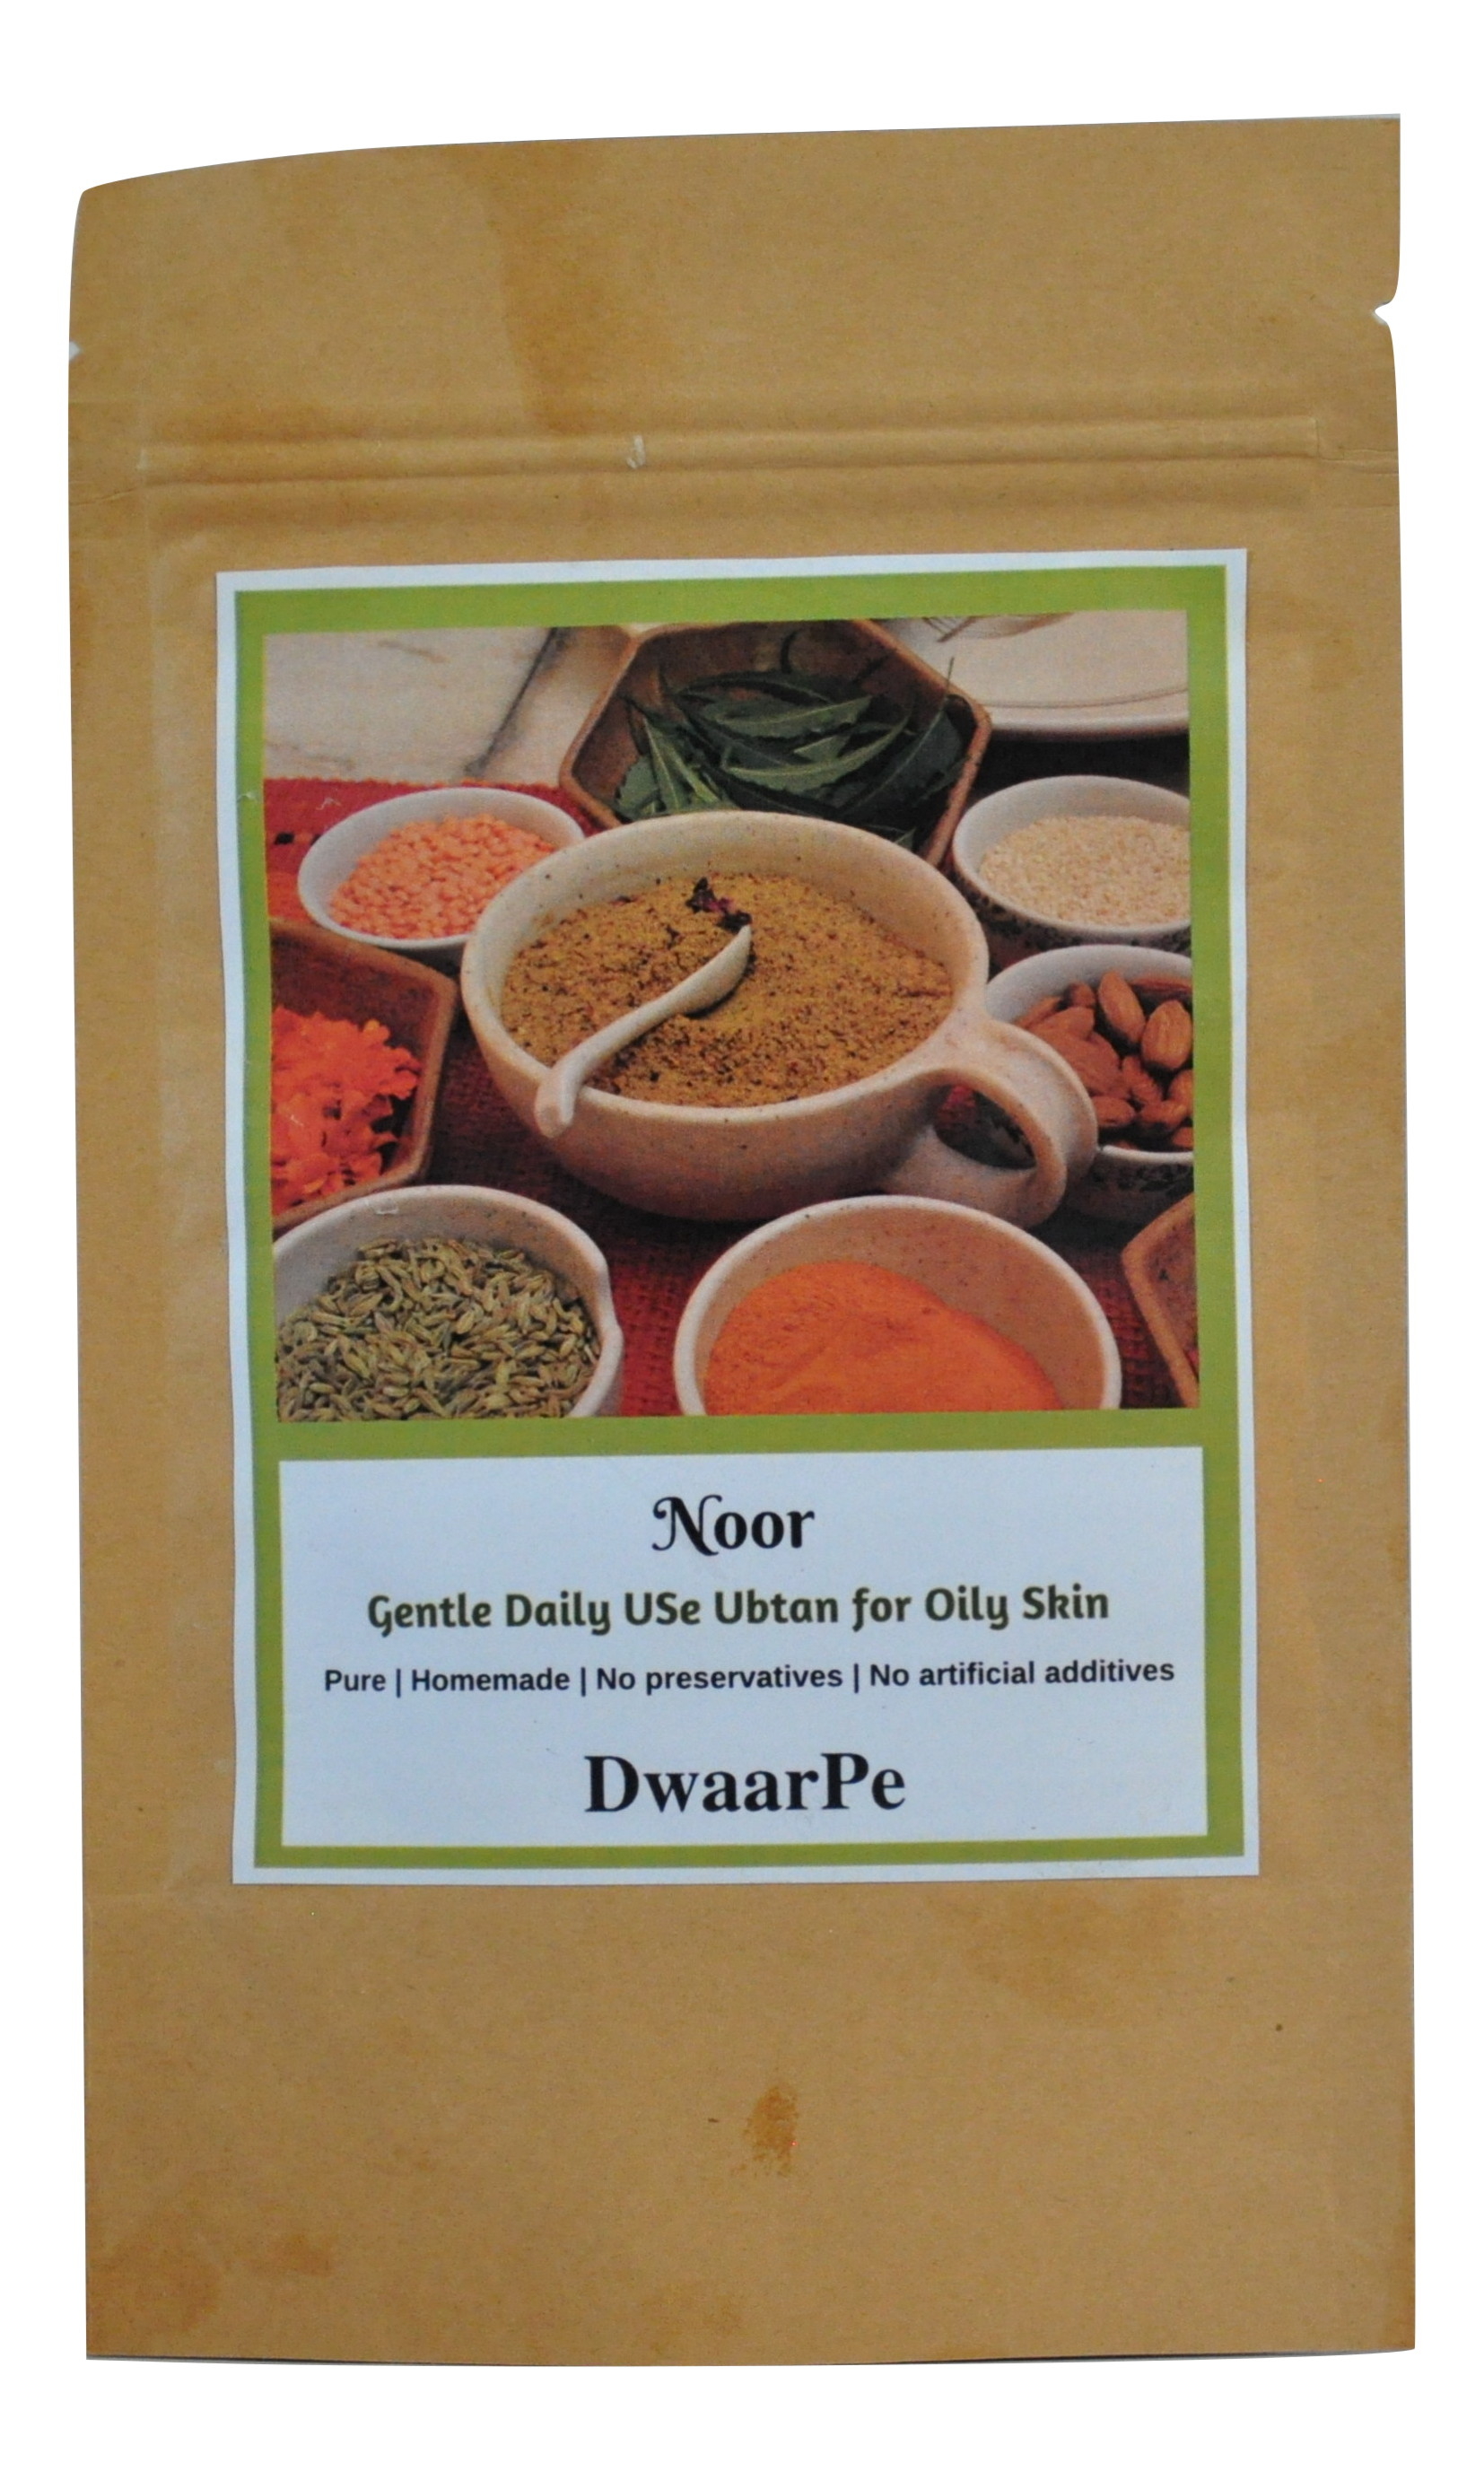 Noor
Gentle Daily USe Ubtan for Oily Skin
Pure | Homemade | No preservatives | No artificial additives
DwaarPe